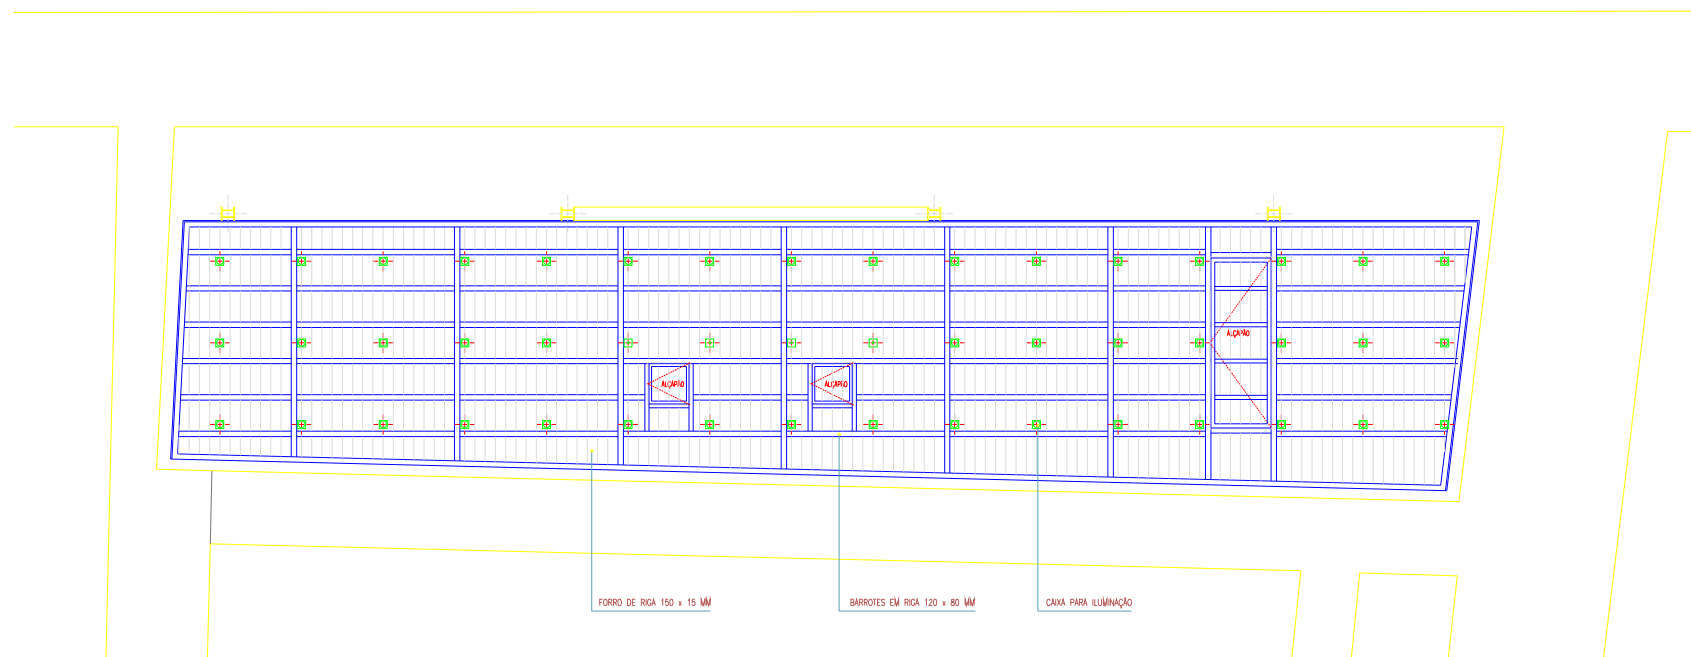 ALÇAPÃO
ALÇAPÃO
ALÇAPÃO
FORRO DE RIGA 150 x 15 MM
BARROTES EM RIGA 120 x 80 MM
CAIXA PARA ILUMINAÇÃO